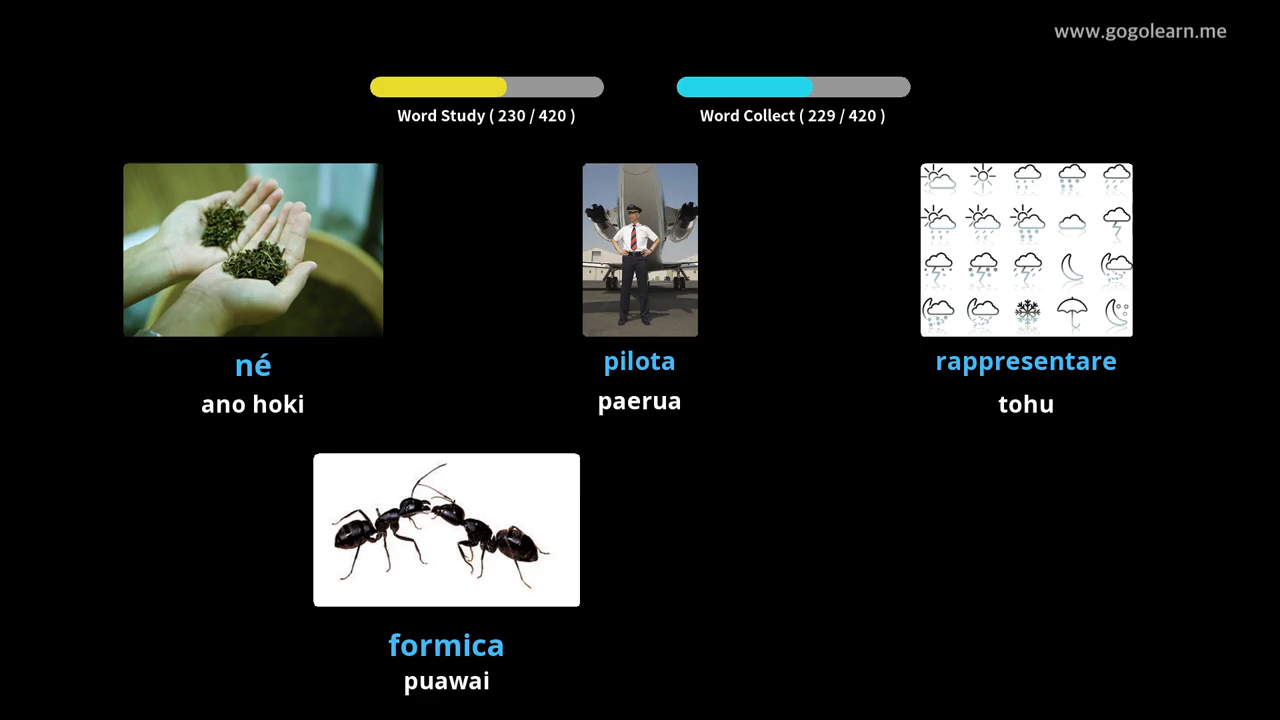 www.gogolearn.me
Word Study ( 230 / 420 )
Word Collect ( 229 / 420 )
né
ano hoki
pilota
paerua
rappresentare
tohu
formica
puawai